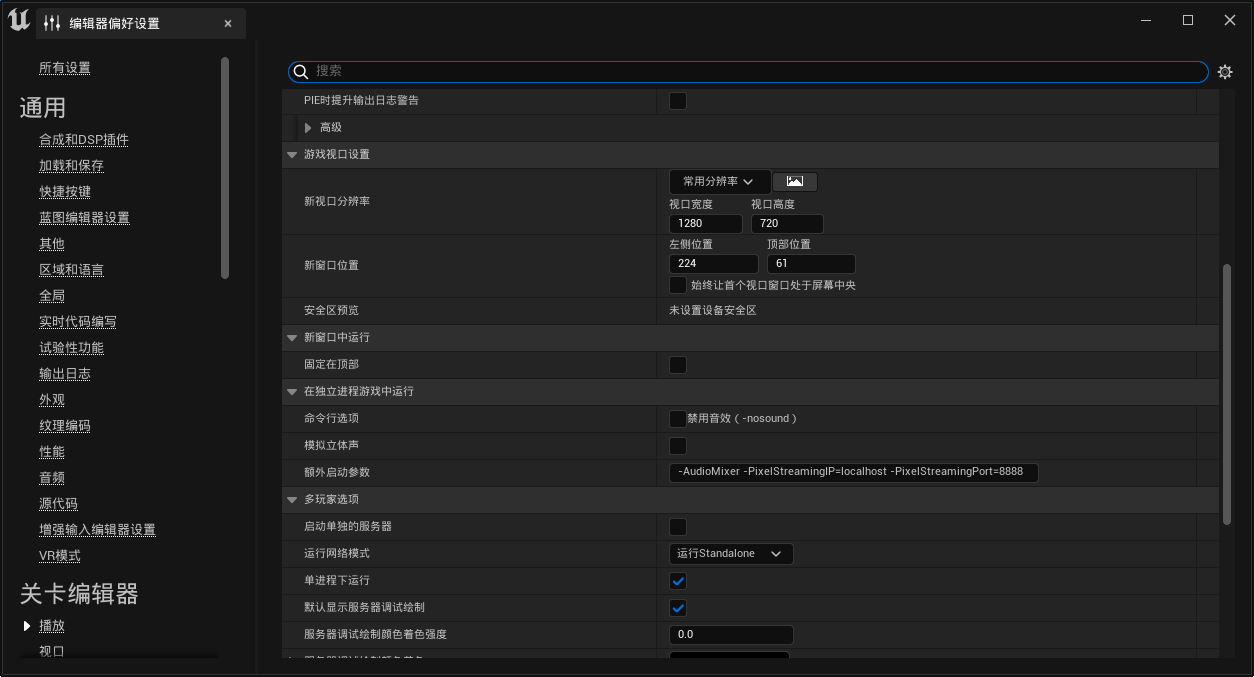 编辑器偏好设置
所有设置
通用
合成和DSP插件
加载和保存
快捷按键
蓝图编辑器设置
其他
区域和语言
全局
实时代码编写
试验性功能
输出日志
外观
纹理编码
性能
音频
源代码
增强输入编辑器设置
VR模式
关卡编辑器
播放
视口
搜索
PIE时提升输出日志警告
高级
游戏视口设置
新视口分辨率
常用分辨率
视口宽度 视口高度
1280 720
新窗口位置
左侧位置 顶部位置
224 61
始终让首个视口窗口处于屏幕中央
安全区预览 未设置设备安全区
新窗口中运行
固定在顶部
在独立进程游戏中运行
命令行选项 禁用音效（-nosound）
模拟立体声
额外启动参数 -AudioMixer -PixelStreamingIP=localhost -PixelStreamingPort=8888
多玩家选项
启动单独的服务器
运行网络模式 运行Standalone
单进程下运行
默认显示服务器调试绘制
服务器调试绘制颜色着色强度 0.0